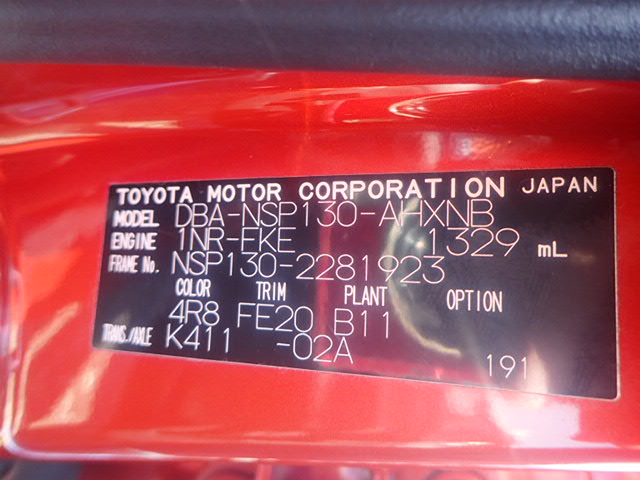 TOYOTA MOTOR CORPORATION JAPAN
MODEL DBA-NSP130-AHXNB
ENGINE 1NR-FKE 1329 mL
FRAME No. NSP130-2281923
COLOR TRIM PLANT OPTION
4R8 FE20 B11
TRANS./AXLE K411 -02A
191